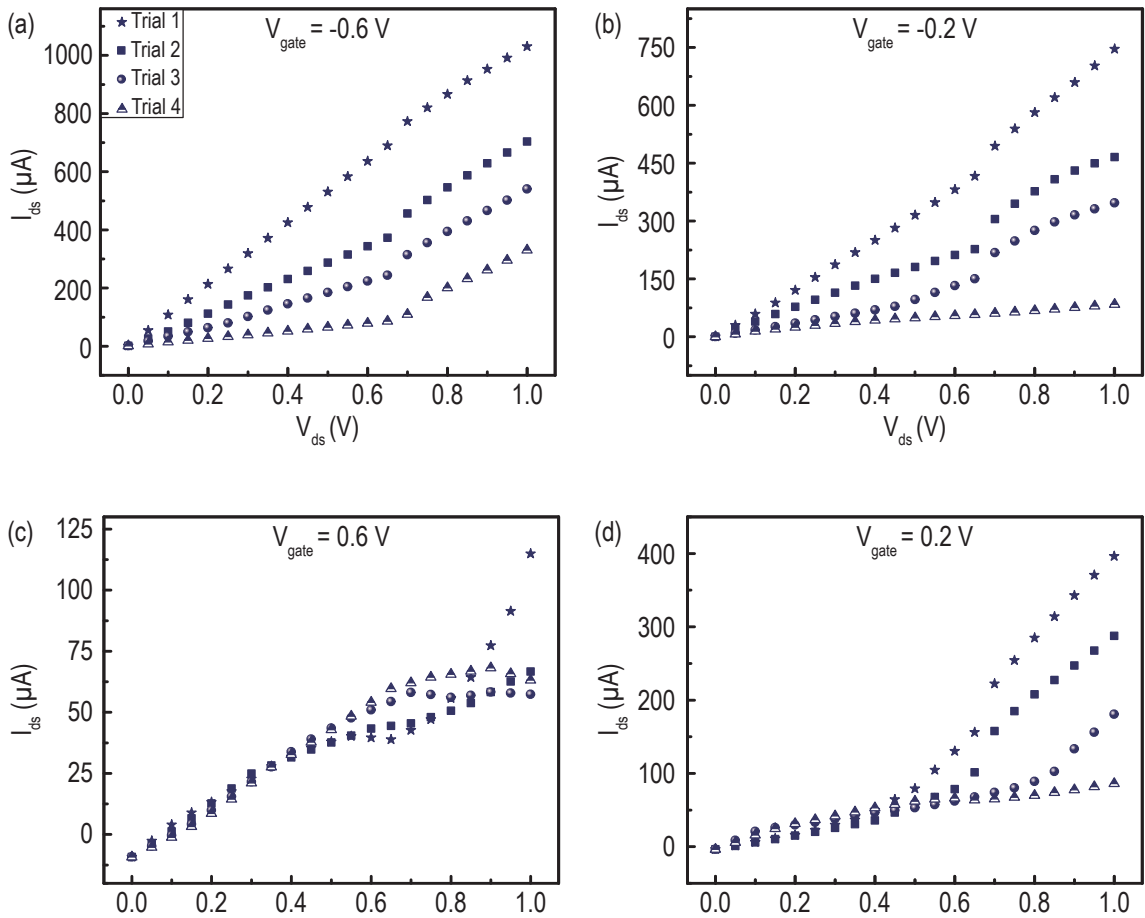 (a)
V_gate = -0.6 V
Trial 1
Trial 2
Trial 3
Trial 4
1000
800
600
400
200
0
I_ds (μA)
0.0 0.2 0.4 0.6 0.8 1.0
V_ds (V)
(b)
V_gate = -0.2 V
750
600
450
300
150
0
I_ds (μA)
0.0 0.2 0.4 0.6 0.8 1.0
V_ds (V)
(c)
V_gate = 0.6 V
125
100
75
50
25
0
I_ds (μA)
0.0 0.2 0.4 0.6 0.8 1.0
(d)
V_gate = 0.2 V
400
300
200
100
0
I_ds (μA)
0.0 0.2 0.4 0.6 0.8 1.0